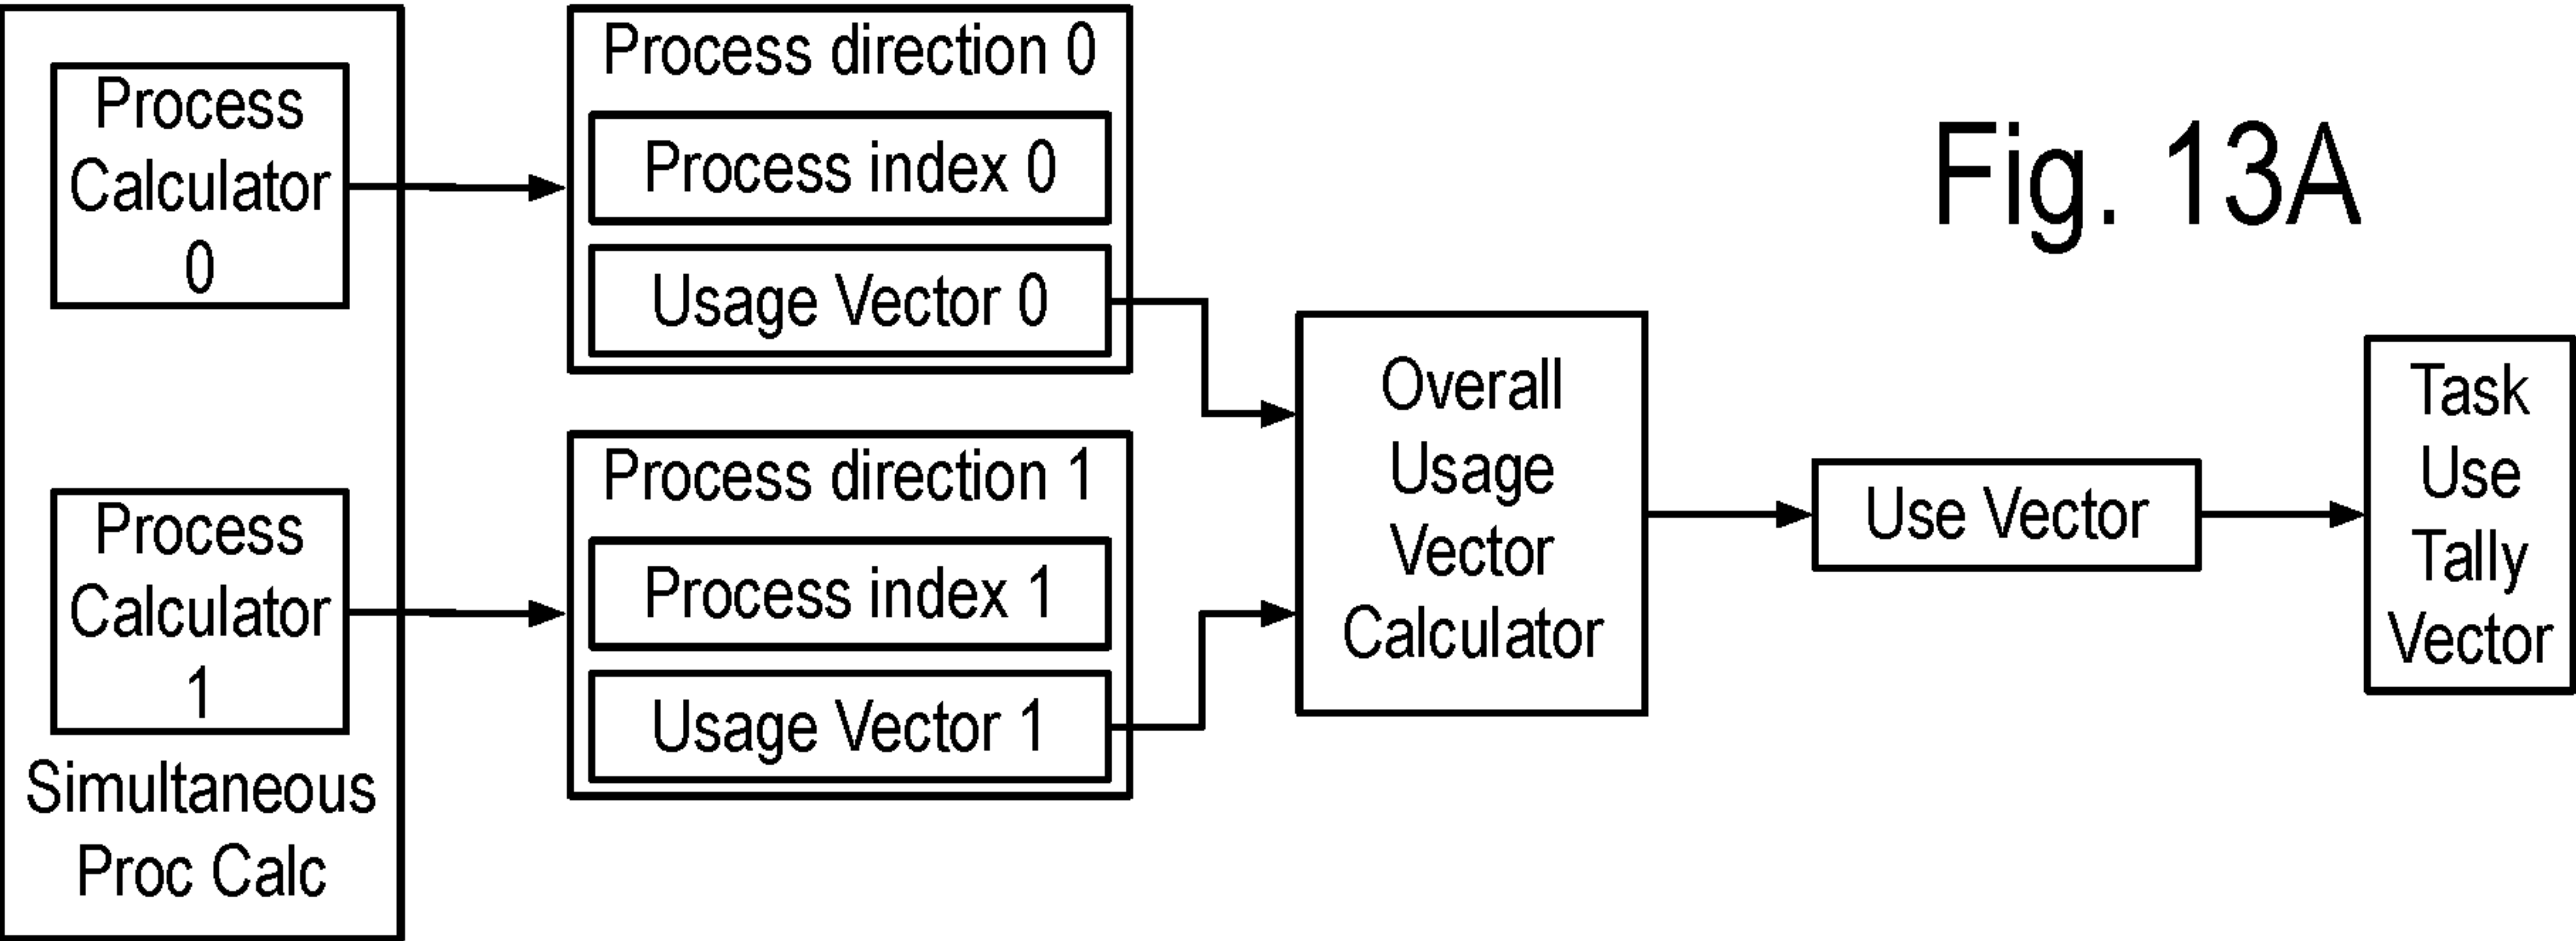 Process
Calculator
0
Process
Calculator
1
Simultaneous
Proc Calc
Process direction 0
Process index 0
Usage Vector 0
Process direction 1
Process index 1
Usage Vector 1
Overall
Usage
Vector
Calculator
Use Vector
Task
Use
Tally
Vector
Fig. 13A